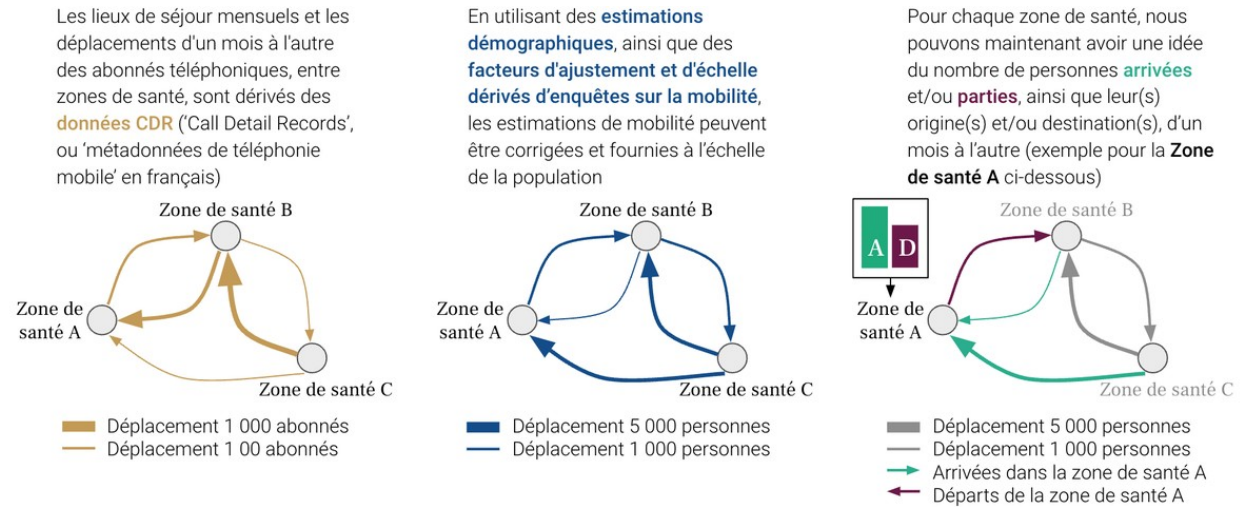 Les lieux de séjour mensuels et les
déplacements d'un mois à l'autre
des abonnés téléphoniques, entre
zones de santé, sont dérivés des
données CDR (‘Call Detail Records’,
ou ‘métadonnées de téléphonie
mobile’ en français)
Zone de santé B
Zone de
santé A
Zone de santé C
Déplacement 1 000 abonnés
Déplacement 1 00 abonnés
En utilisant des estimations
démographiques, ainsi que des
facteurs d'ajustement et d'échelle
dérivés d’enquêtes sur la mobilité,
les estimations de mobilité peuvent
être corrigées et fournies à l’échelle
de la population
Zone de santé B
Zone de
santé A
Zone de santé C
Déplacement 5 000 personnes
Déplacement 1 000 personnes
Pour chaque zone de santé, nous
pouvons maintenant avoir une idée
du nombre de personnes arrivées
et/ou parties, ainsi que leur(s)
origine(s) et/ou destination(s), d’un
mois à l’autre (exemple pour la Zone
de santé A ci-dessous)
Zone de santé B
A D
Zone de
santé A
Zone de santé C
Déplacement 5 000 personnes
Déplacement 1 000 personnes
Arrivées dans la zone de santé A
Départs de la zone de santé A